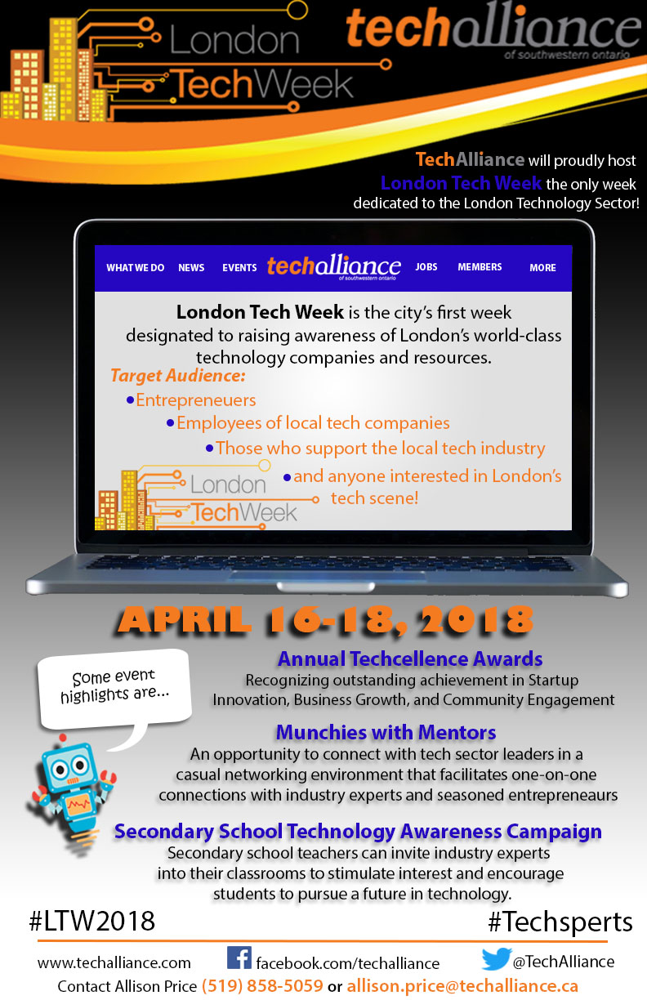 London
TechWeek
techalliance
of southwestern ontario
TechAlliance will proudly host
London Tech Week the only week
dedicated to the London Technology Sector!
WHAT WE DO NEWS EVENTS techalliance JOBS MEMBERS MORE
of southwestern ontario
London Tech Week is the city's first week
designated to raising awareness of London's world-class
technology companies and resources.
Target Audience:
•Entrepreneuers
•Employees of local tech companies
•Those who support the local tech industry
•and anyone interested in London's
tech scene!
London
TechWeek
APRIL 16-18, 2018
Some event
highlights are...
Annual Techcellence Awards
Recognizing outstanding achievement in Startup
Innovation, Business Growth, and Community Engagement
Munchies with Mentors
An opportunity to connect with tech sector leaders in a
casual networking environment that facilitates one-on-one
connections with industry experts and seasoned entrepreneaurs
Secondary School Technology Awareness Campaign
Secondary school teachers can invite industry experts
into their classrooms to stimulate interest and encourage
students to pursue a future in technology.
#LTW2018 #Techsperts
www.techalliance.com facebook.com/techalliance @TechAlliance
Contact Allison Price (519) 858-5059 or allison.price@techalliance.ca